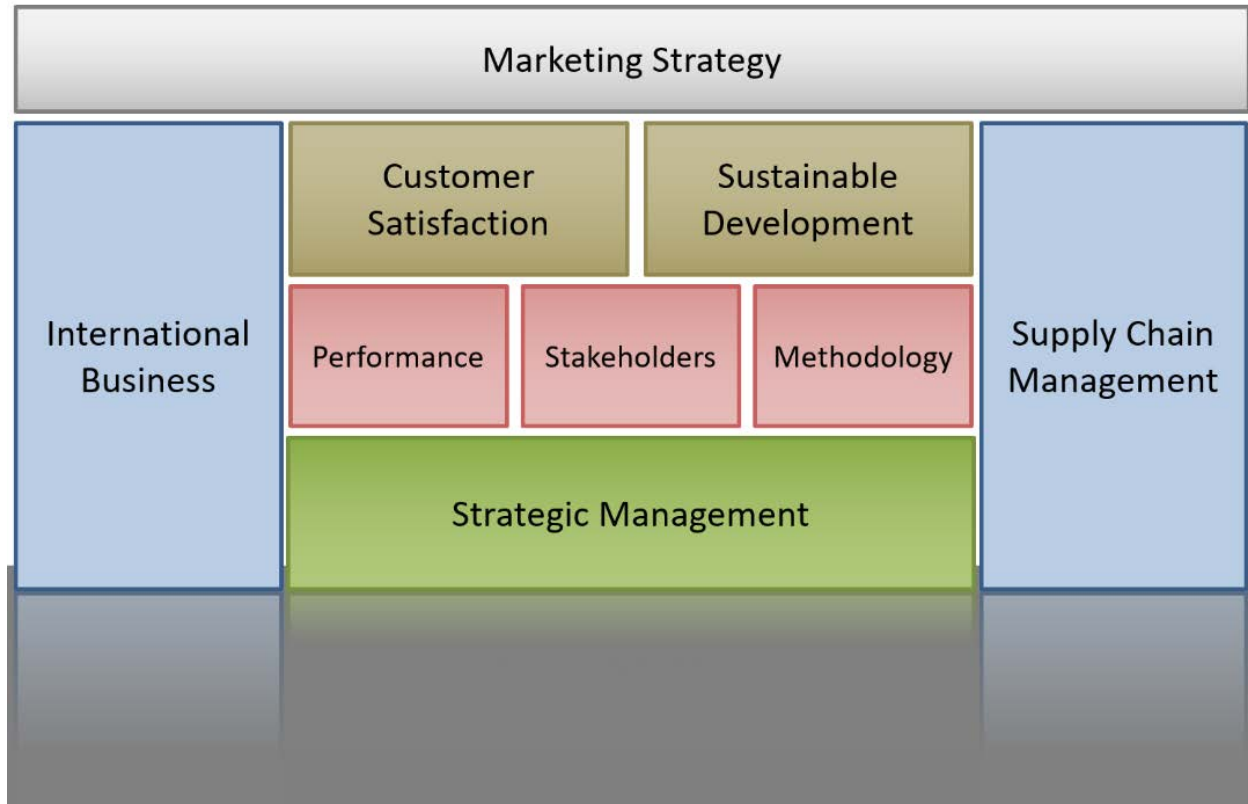 Marketing Strategy
International
Business
Customer
Satisfaction
Sustainable
Development
Performance
Stakeholders
Methodology
Strategic Management
Supply Chain
Management